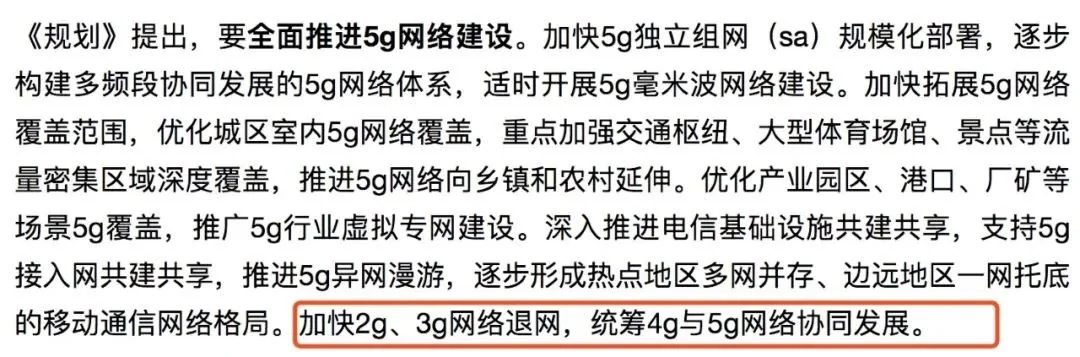 《规划》提出，要全面推进5g网络建设。加快5g独立组网（sa）规模化部署，逐步
构建多频段协同发展的5g网络体系，适时开展5g毫米波网络建设。加快拓展5g网络
覆盖范围，优化城区室内5g网络覆盖，重点加强交通枢纽、大型体育场馆、景点等流
量密集区域深度覆盖，推进5g网络向乡镇和农村延伸。优化产业园区、港口、厂矿等
场景5g覆盖，推广5g行业虚拟专网建设。深入推进电信基础设施共建共享，支持5g
接入网共建共享，推进5g异网漫游，逐步形成热点地区多网并存、边远地区一网托底
的移动通信网络格局。加快2g、3g网络退网，统筹4g与5g网络协同发展。